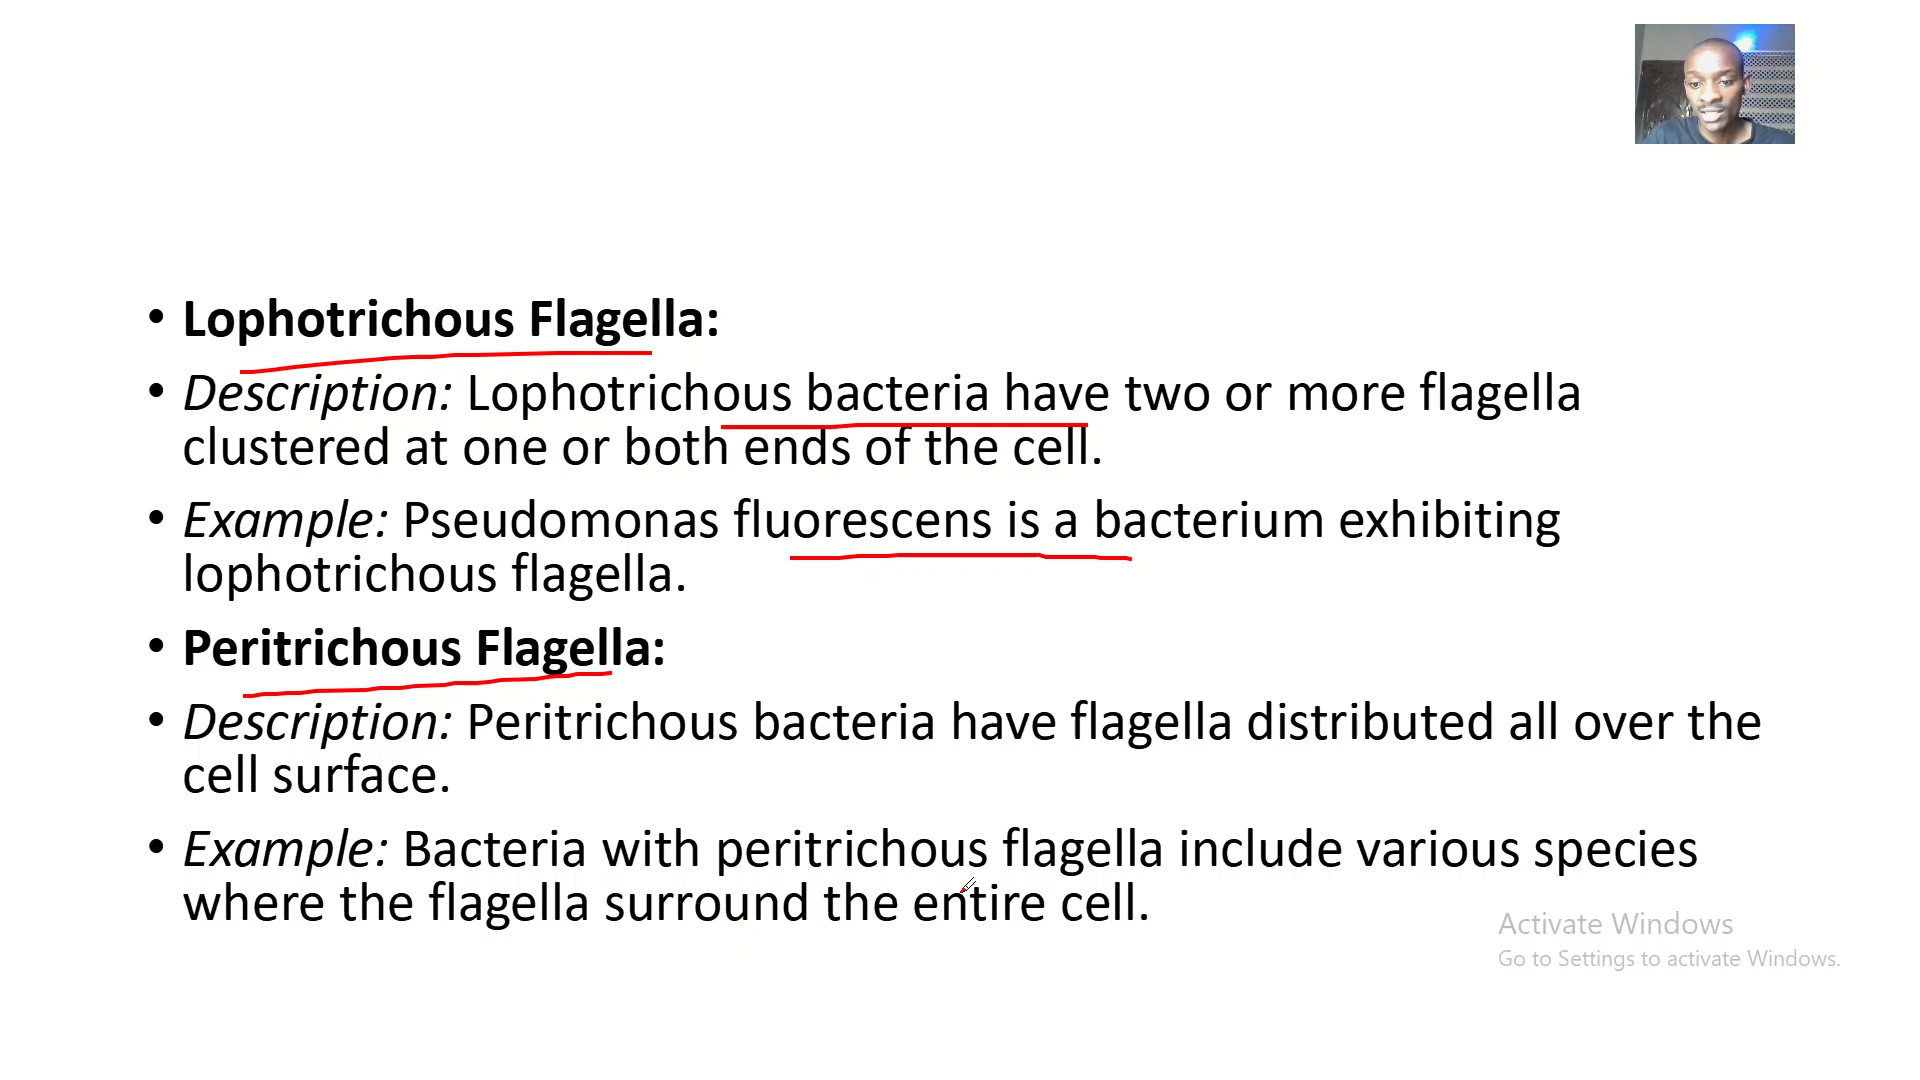 • Lophotrichous Flagella:
• Description: Lophotrichous bacteria have two or more flagella
clustered at one or both ends of the cell.
• Example: Pseudomonas fluorescens is a bacterium exhibiting
lophotrichous flagella.
• Peritrichous Flagella:
• Description: Peritrichous bacteria have flagella distributed all over the
cell surface.
• Example: Bacteria with peritrichous flagella include various species
where the flagella surround the entire cell.
Activate Windows
Go to Settings to activate Windows.